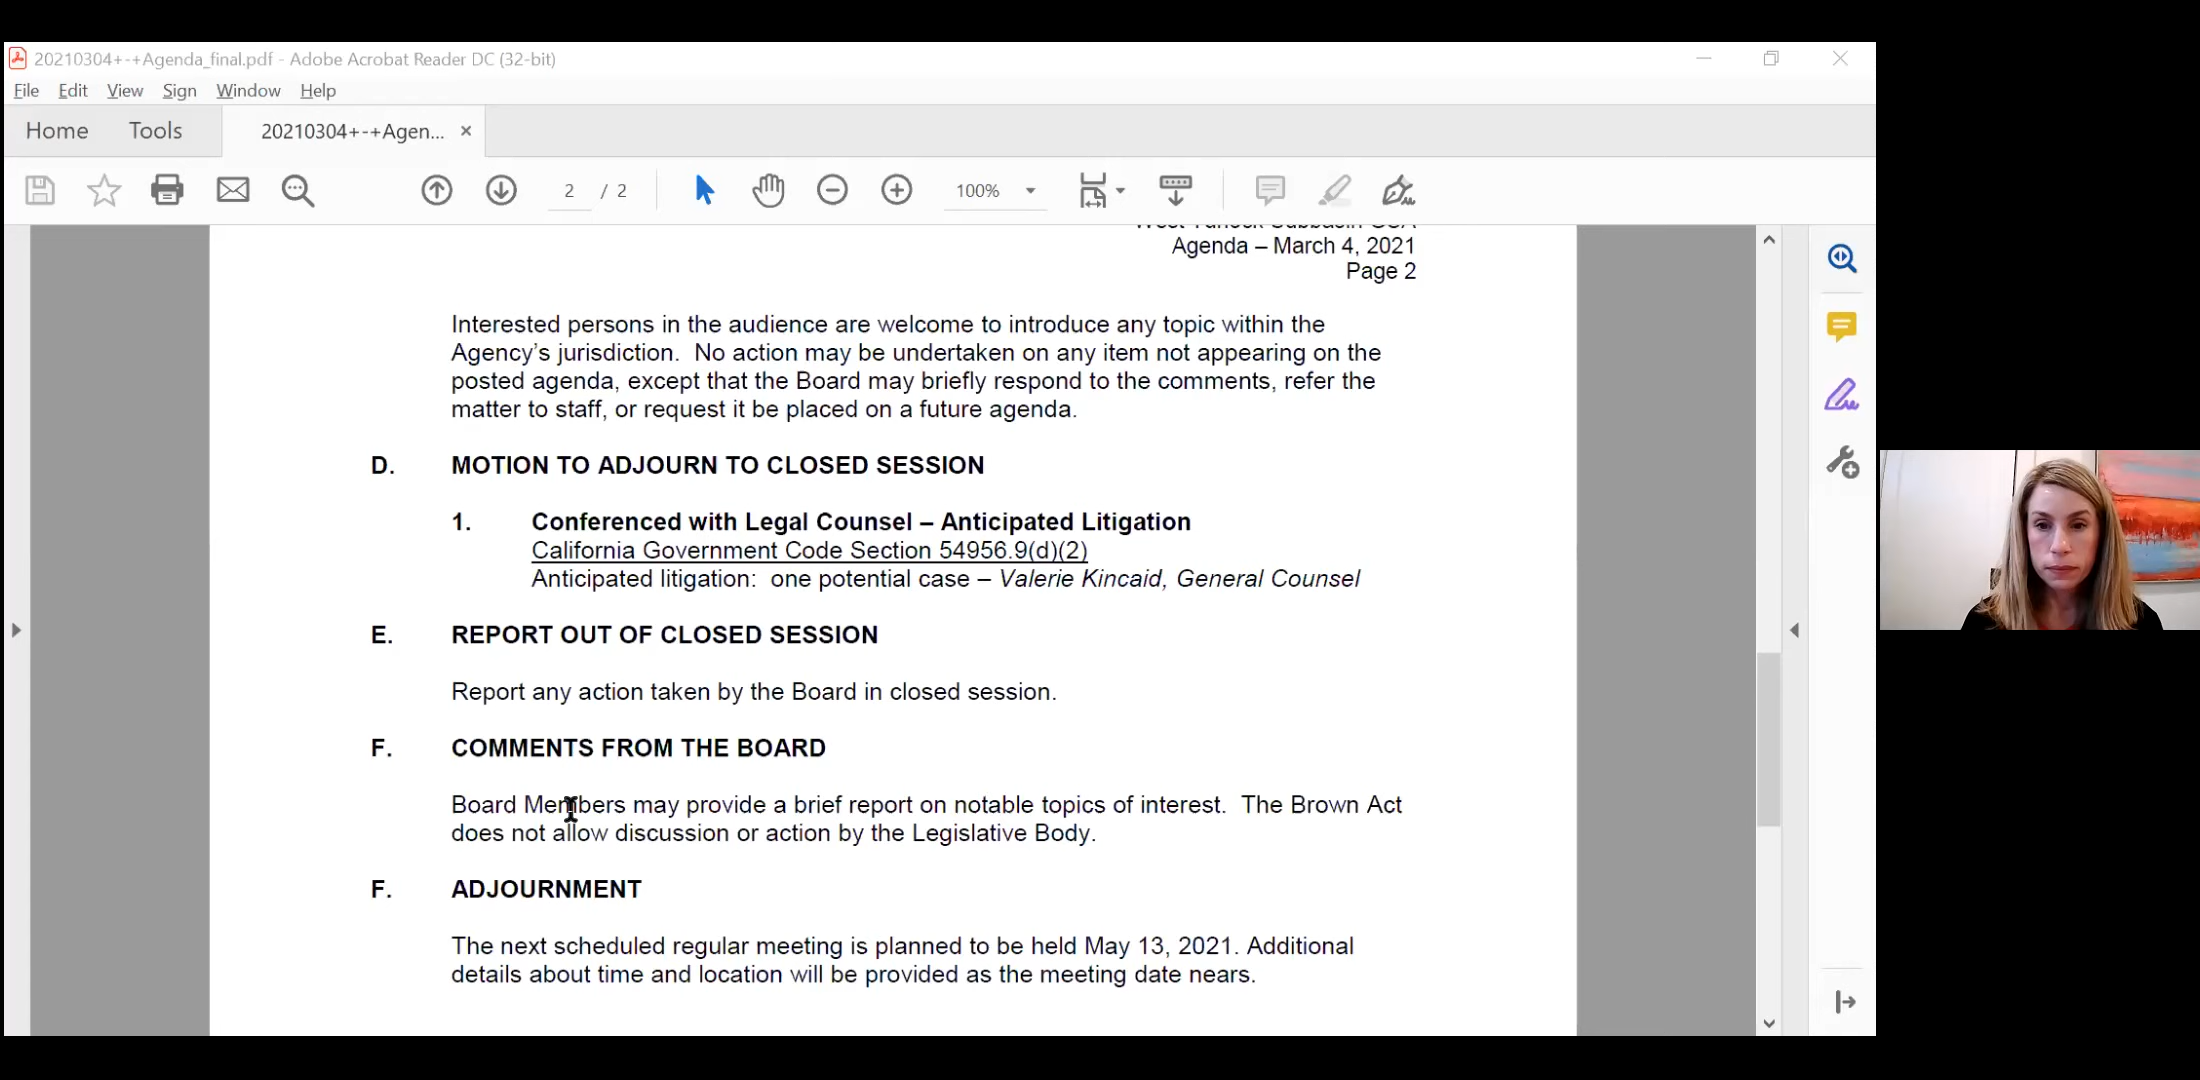 20210304+-+Agenda_final.pdf - Adobe Acrobat Reader DC (32-bit)
File Edit View Sign Window Help
Home Tools 20210304+-+Agen... ×
2 / 2 100%
Agenda – March 4, 2021
Page 2
Interested persons in the audience are welcome to introduce any topic within the
Agency’s jurisdiction. No action may be undertaken on any item not appearing on the
posted agenda, except that the Board may briefly respond to the comments, refer the
matter to staff, or request it be placed on a future agenda.
D. MOTION TO ADJOURN TO CLOSED SESSION
1. Conferenced with Legal Counsel – Anticipated Litigation
California Government Code Section 54956.9(d)(2)
Anticipated litigation: one potential case – Valerie Kincaid, General Counsel
E. REPORT OUT OF CLOSED SESSION
Report any action taken by the Board in closed session.
F. COMMENTS FROM THE BOARD
Board Members may provide a brief report on notable topics of interest. The Brown Act
does not allow discussion or action by the Legislative Body.
F. ADJOURNMENT
The next scheduled regular meeting is planned to be held May 13, 2021. Additional
details about time and location will be provided as the meeting date nears.